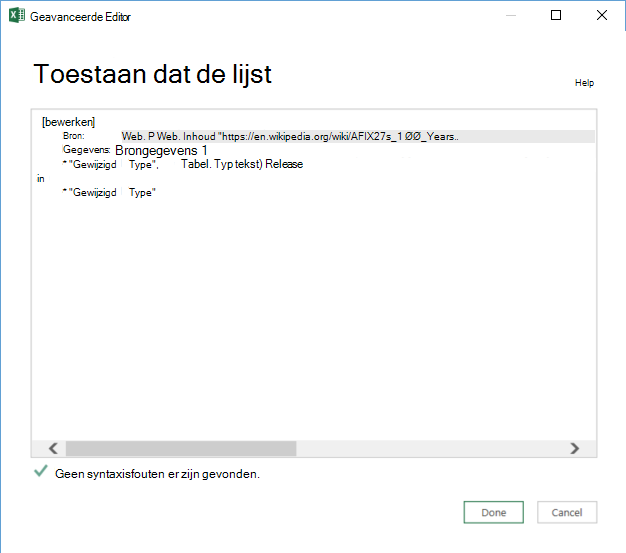 Geavanceerde Editor
Toestaan dat de lijst
Help
[bewerken]
Bron: Web. P Web. Inhoud "https://en.wikipedia.org/wiki/AFIX27s_1 ØØ_Years..
Gegevens: Brongegevens 1
* "Gewijzigd Type", Tabel. Typ tekst) Release
in
* "Gewijzigd Type"
Geen syntaxisfouten er zijn gevonden.
Done Cancel